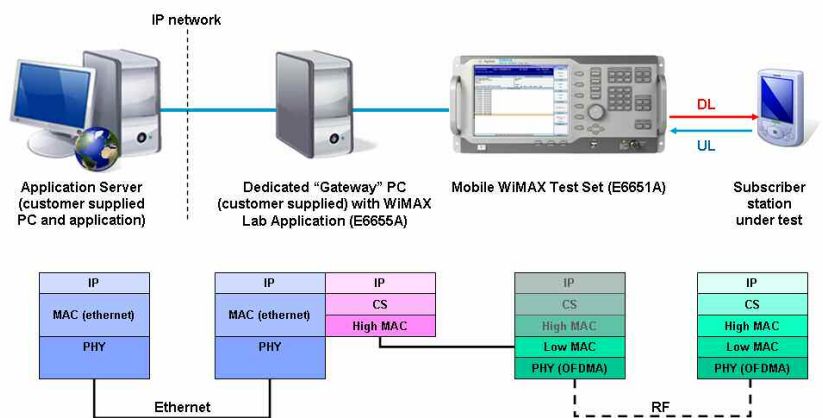 IP network
DL
UL
Application Server
(customer supplied
PC and application)
Dedicated “Gateway” PC
(customer supplied) with WiMAX
Lab Application (E6655A)
Mobile WiMAX Test Set (E6651A)
Subscriber
station
under test
IP
MAC (ethernet)
PHY
IP
MAC (ethernet)
PHY
IP
CS
High MAC
IP
CS
High MAC
Low MAC
PHY (OFDMA)
IP
CS
High MAC
Low MAC
PHY (OFDMA)
Ethernet
RF